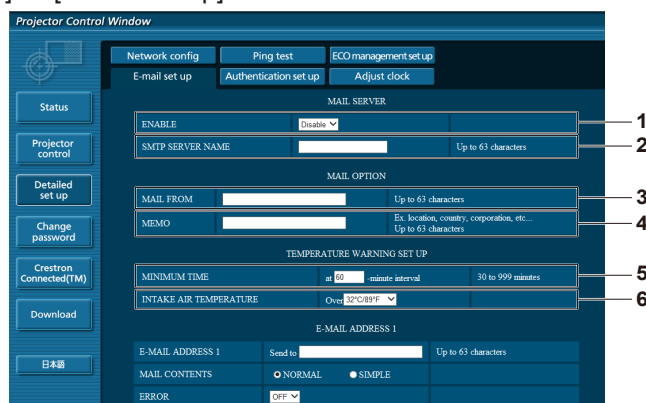 Projector Control Window
Network config Ping test ECO management set up
E-mail set up Authentication set up Adjust clock
Status
Projector control
Detailed set up
Change password
Crestron Connected(TM)
Download
日本語
MAIL SERVER
ENABLE Disable 1
SMTP SERVER NAME Up to 63 characters 2
MAIL OPTION
MAIL FROM Up to 63 characters 3
MEMO Ex. location, country, corporation, etc... Up to 63 characters 4
TEMPERATURE WARNING SET UP
MINIMUM TIME at 60 -minute interval 30 to 999 minutes 5
INTAKE AIR TEMPERATURE Over 32°C/89°F 6
E-MAIL ADDRESS 1
E-MAIL ADDRESS 1 Send to Up to 63 characters
MAIL CONTENTS NORMAL SIMPLE
ERROR OFF